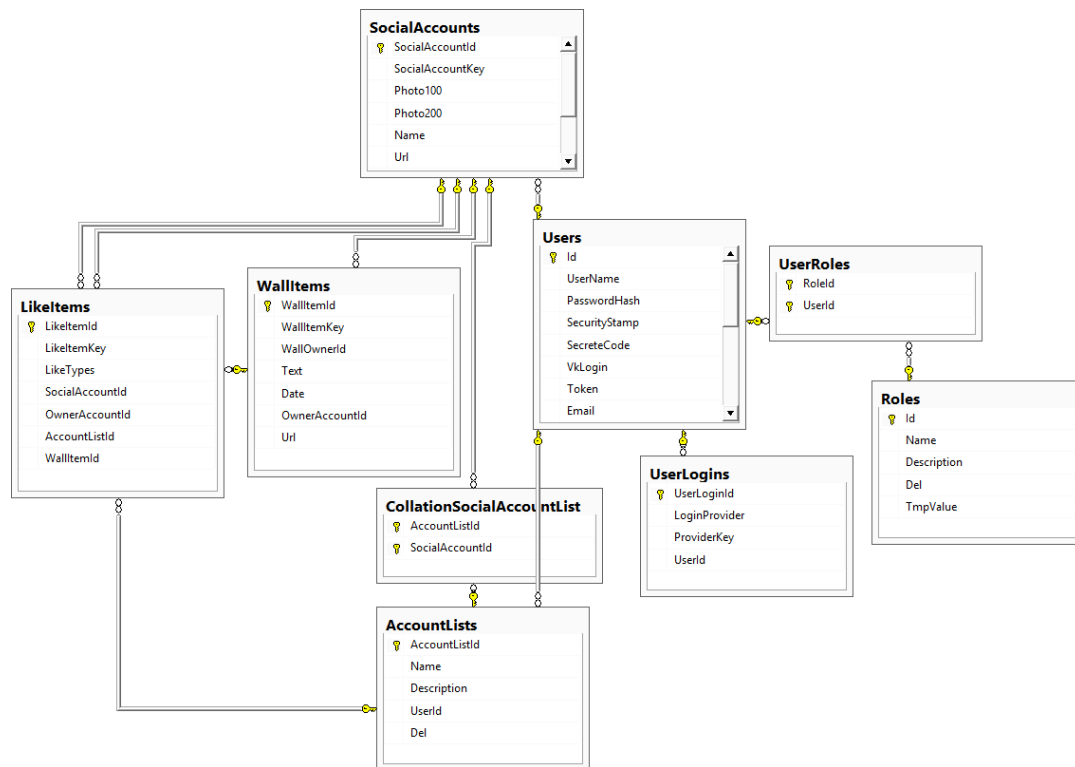 SocialAccounts
SocialAccountId
SocialAccountKey
Photo100
Photo200
Name
Url
Users
Id
UserName
PasswordHash
SecurityStamp
SecreteCode
VkLogin
Token
Email
UserRoles
RoleId
UserId
LikeItems
LikeItemId
LikeItemKey
LikeTypes
SocialAccountId
OwnerAccountId
AccountListId
WallItemId
WallItems
WallItemId
WallItemKey
WallOwnerId
Text
Date
OwnerAccountId
Url
Roles
Id
Name
Description
Del
TmpValue
UserLogins
UserLoginId
LoginProvider
ProviderKey
UserId
CollationSocialAccountList
AccountListId
SocialAccountId
AccountLists
AccountListId
Name
Description
UserId
Del